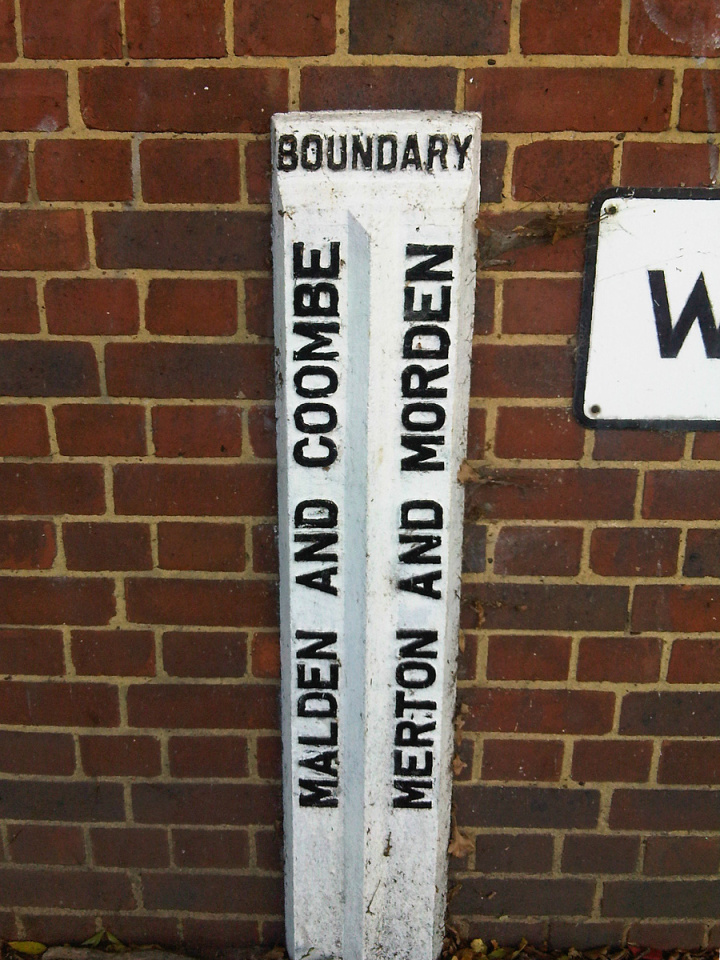 BOUNDARY
MALDEN AND COOMBE
MERTON AND MORDEN
W